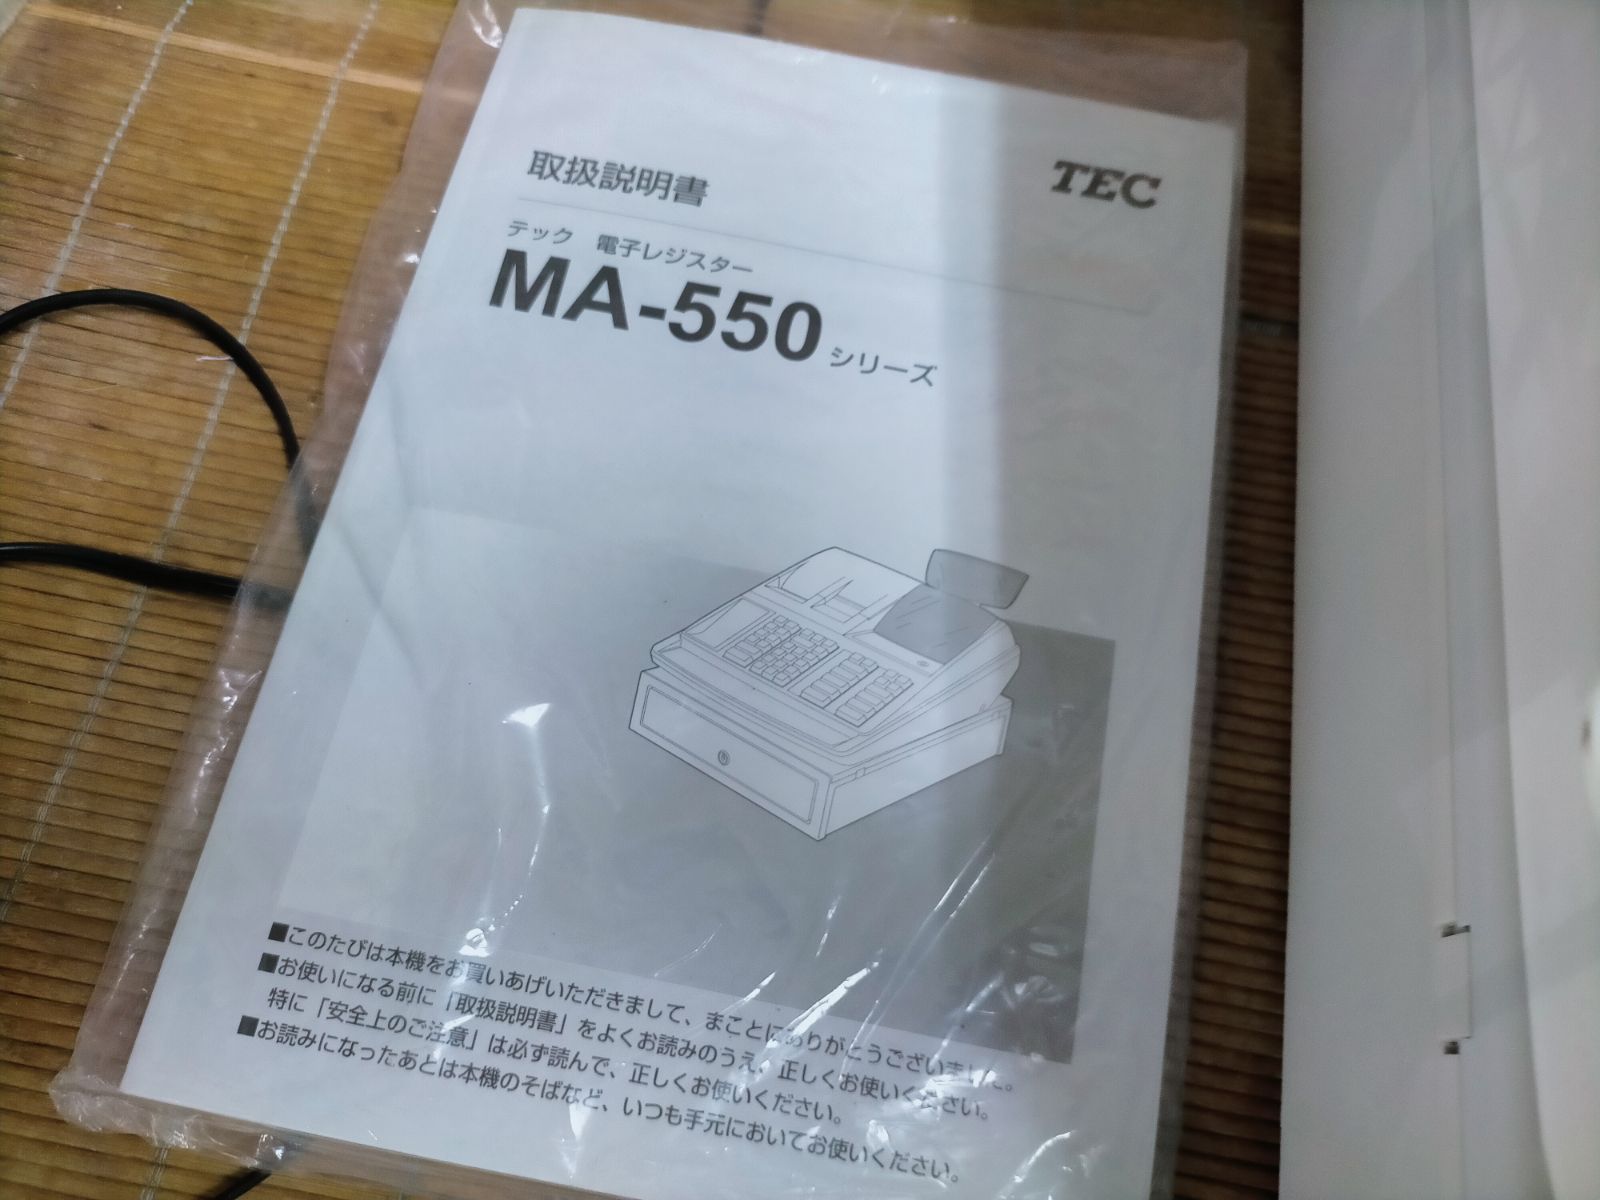 取扱説明書
TEC
テック 電子レジスター
MA-550 シリーズ
■このたびは本機をお買いあげいただきまして、まことにありがとうございました。
■お使いになる前に「取扱説明書」をよくお読みのうえ、正しくお使いください。
特に「安全上のご注意」は必ず読んで、正しくお使いください。
■お読みになったあとは本機のそばなど、いつも手元においてお使いください。